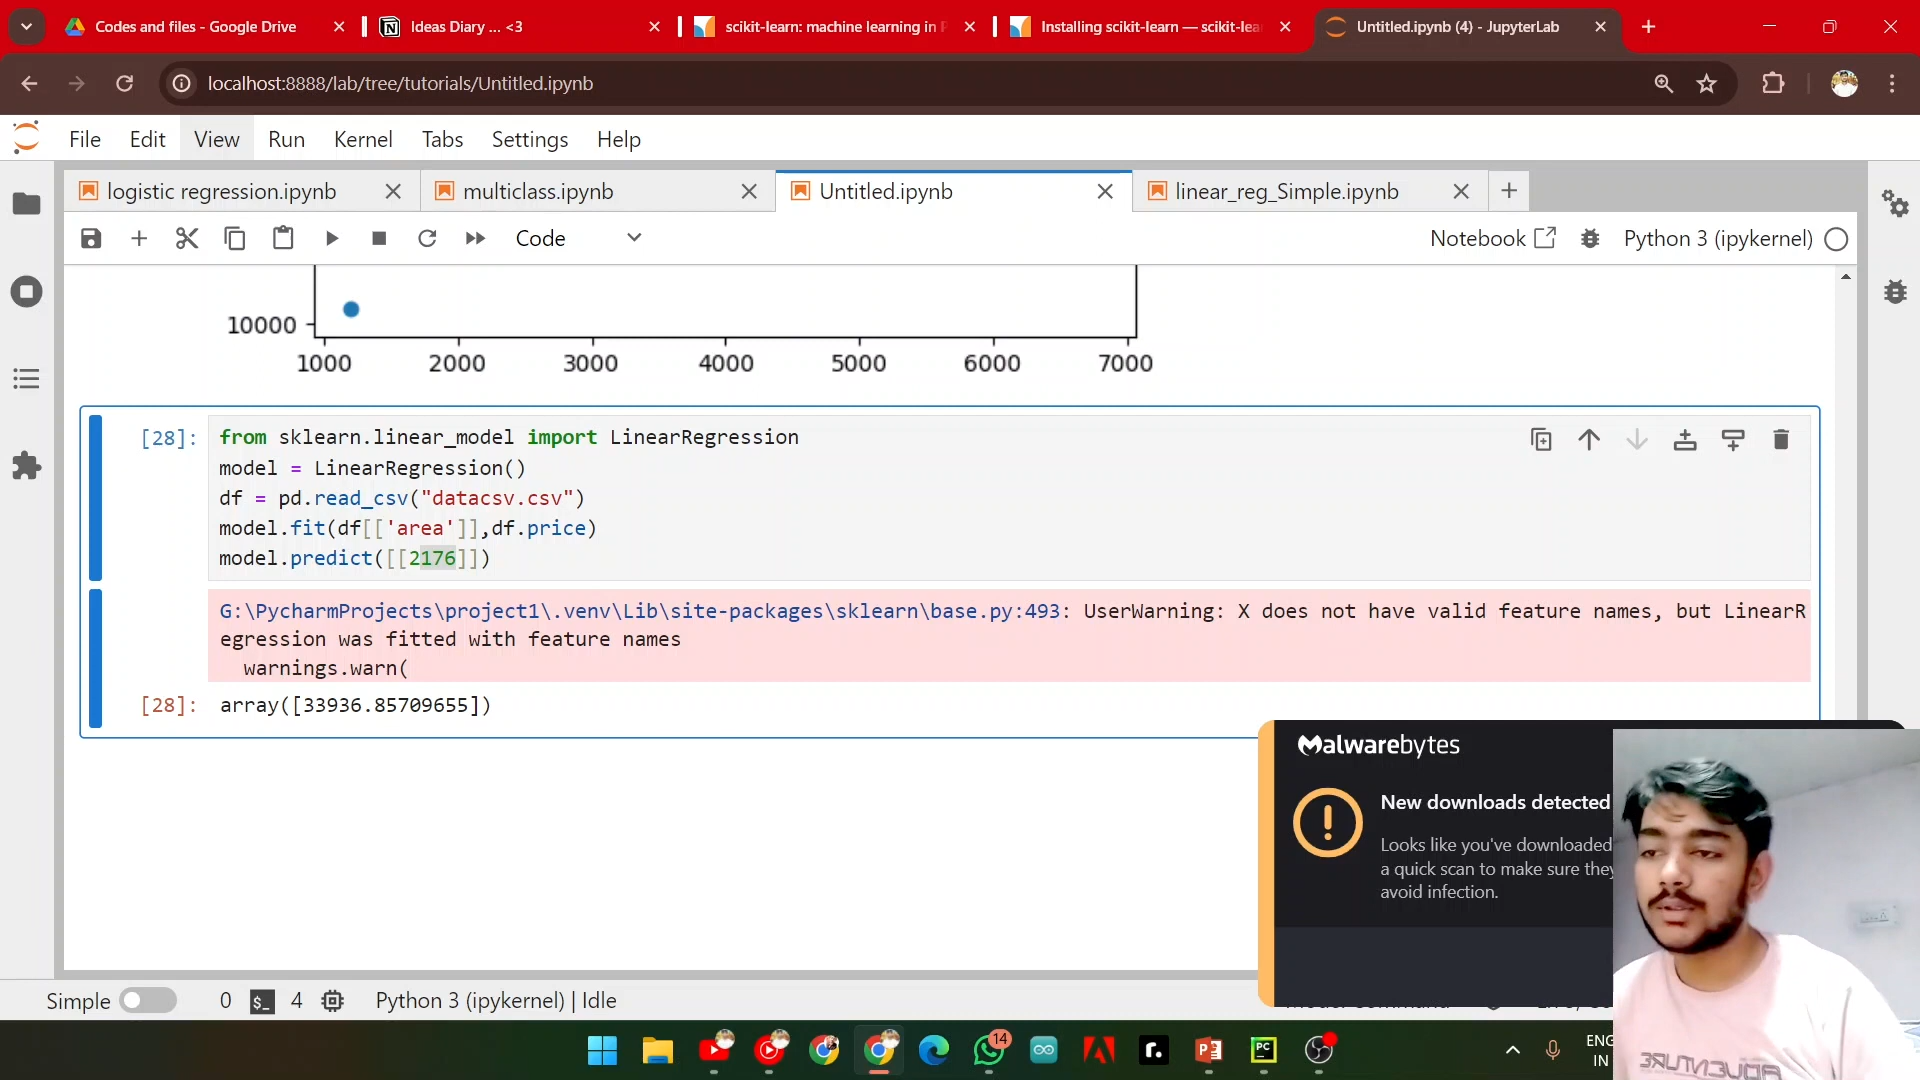 Codes and files - Google Drive
Ideas Diary ... <3
scikit-learn: machine learning in P
Installing scikit-learn — scikit-lea
Untitled.ipynb (4) - JupyterLab
localhost:8888/lab/tree/tutorials/Untitled.ipynb
File Edit View Run Kernel Tabs Settings Help
logistic regression.ipynb
multiclass.ipynb
Untitled.ipynb
linear_reg_Simple.ipynb
Code
Notebook
Python 3 (ipykernel)
10000
1000 2000 3000 4000 5000 6000 7000
[28]: from sklearn.linear_model import LinearRegression
model = LinearRegression()
df = pd.read_csv("datacsv.csv")
model.fit(df[['area']],df.price)
model.predict([[2176]])
G:\PycharmProjects\project1\.venv\Lib\site-packages\sklearn\base.py:493: UserWarning: X does not have valid feature names, but LinearR
egression was fitted with feature names
warnings.warn(
[28]: array([33936.85709655])
Malwarebytes
New downloads detected
Looks like you've downloaded
a quick scan to make sure they
avoid infection.
Simple 0 4 Python 3 (ipykernel) | Idle
14
ENG
IN